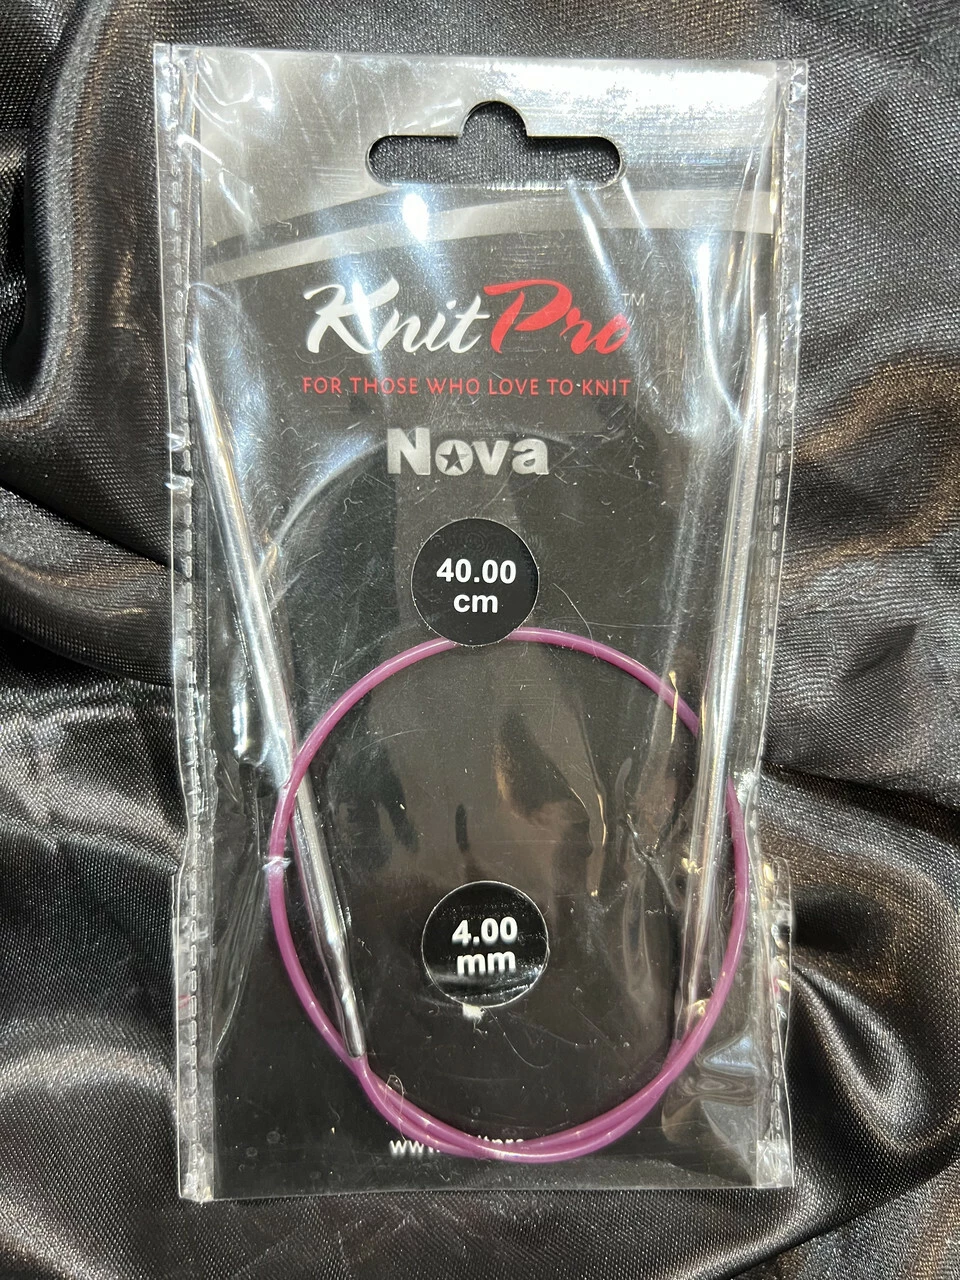 KnitPro™
FOR THOSE WHO LOVE TO KNIT
Nova
40.00
cm
4.00
mm